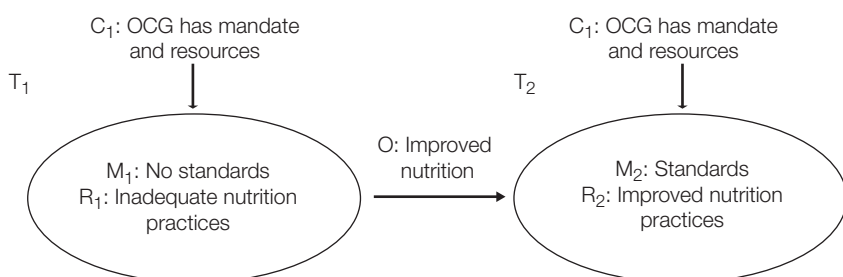 C₁: OCG has mandate
and resources
T₁
M₁: No standards
R₁: Inadequate nutrition
practices
O: Improved
nutrition
C₁: OCG has mandate
and resources
T₂
M₂: Standards
R₂: Improved nutrition
practices